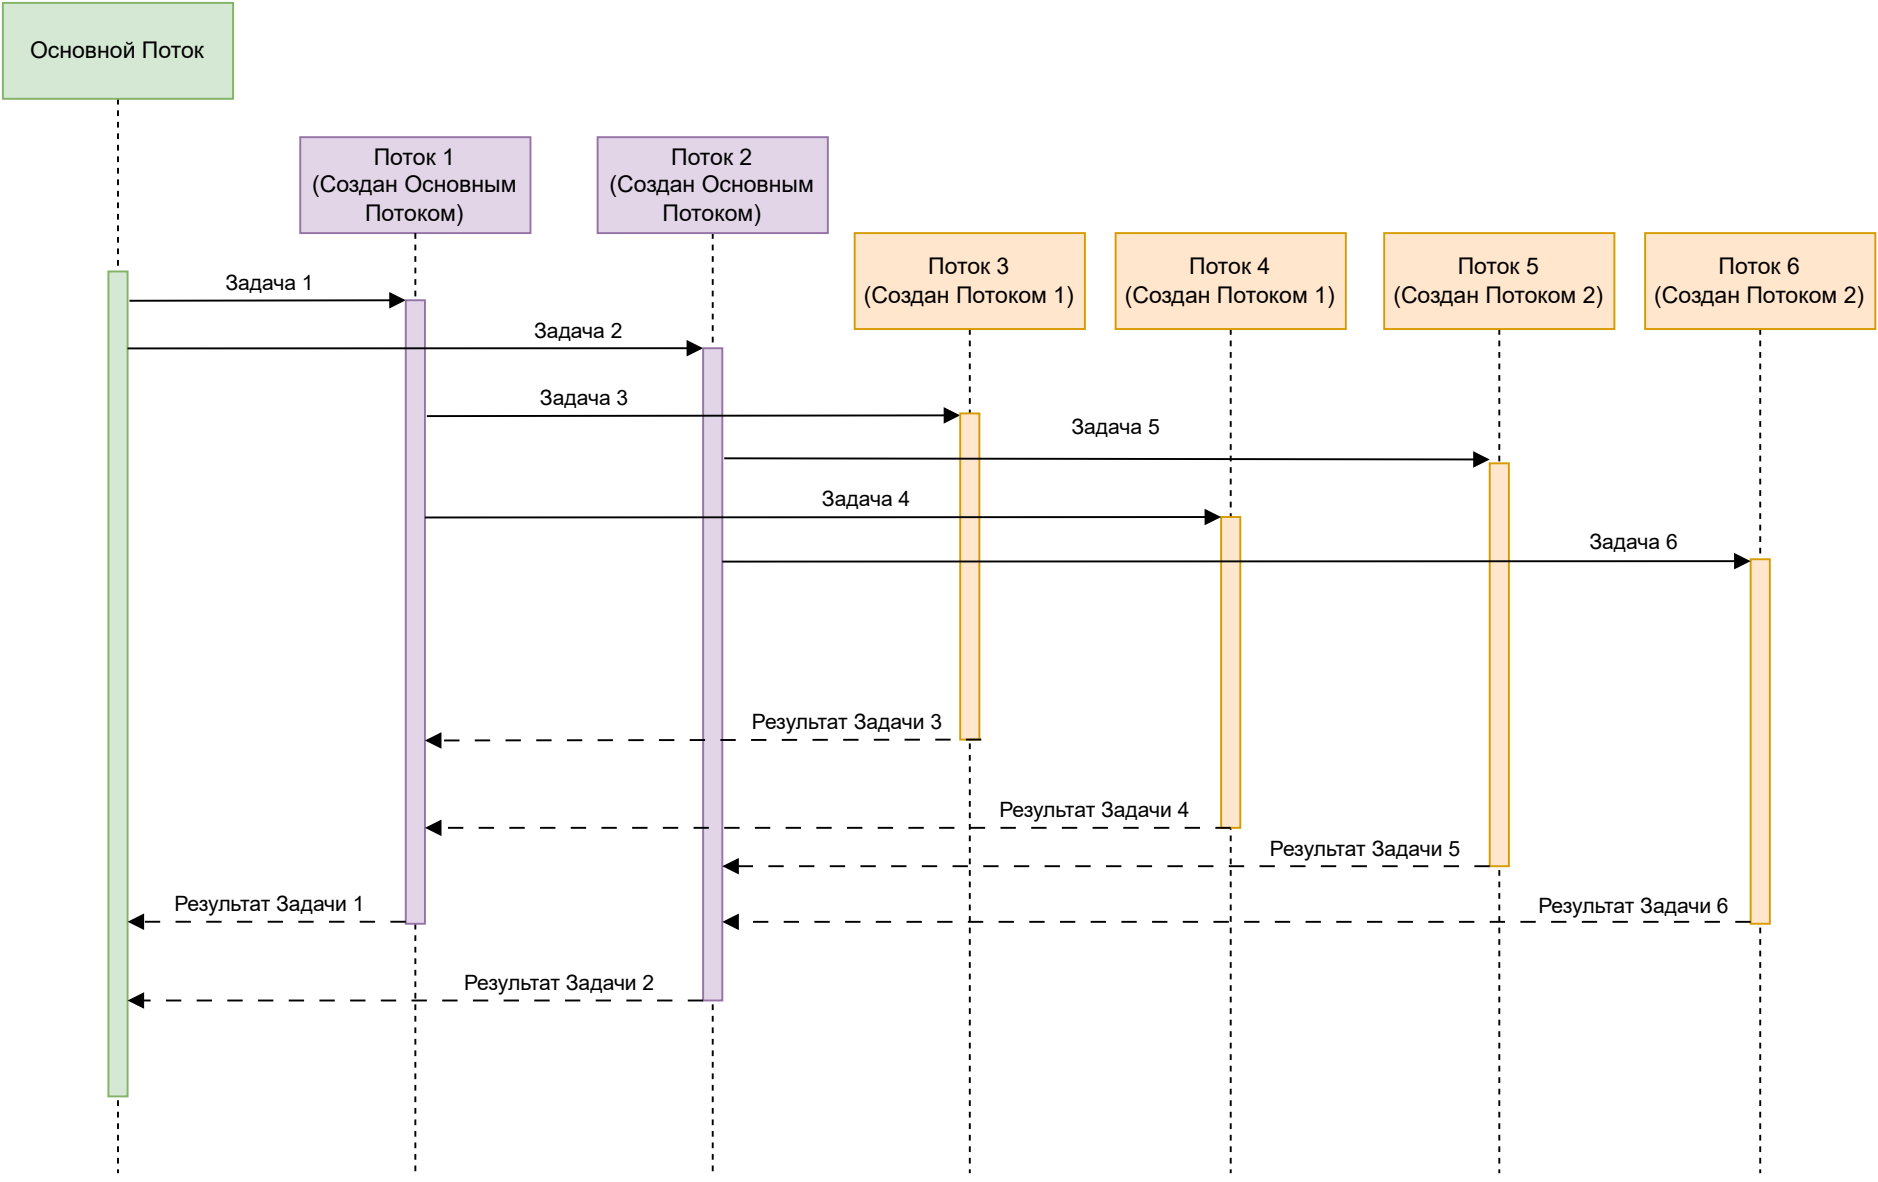 Основной Поток
Поток 1
(Создан Основным
Потоком)
Поток 2
(Создан Основным
Потоком)
Поток 3
(Создан Потоком 1)
Поток 4
(Создан Потоком 1)
Поток 5
(Создан Потоком 2)
Поток 6
(Создан Потоком 2)
Задача 1
Задача 2
Задача 3
Задача 5
Задача 4
Задача 6
Результат Задачи 3
Результат Задачи 4
Результат Задачи 5
Результат Задачи 1
Результат Задачи 6
Результат Задачи 2